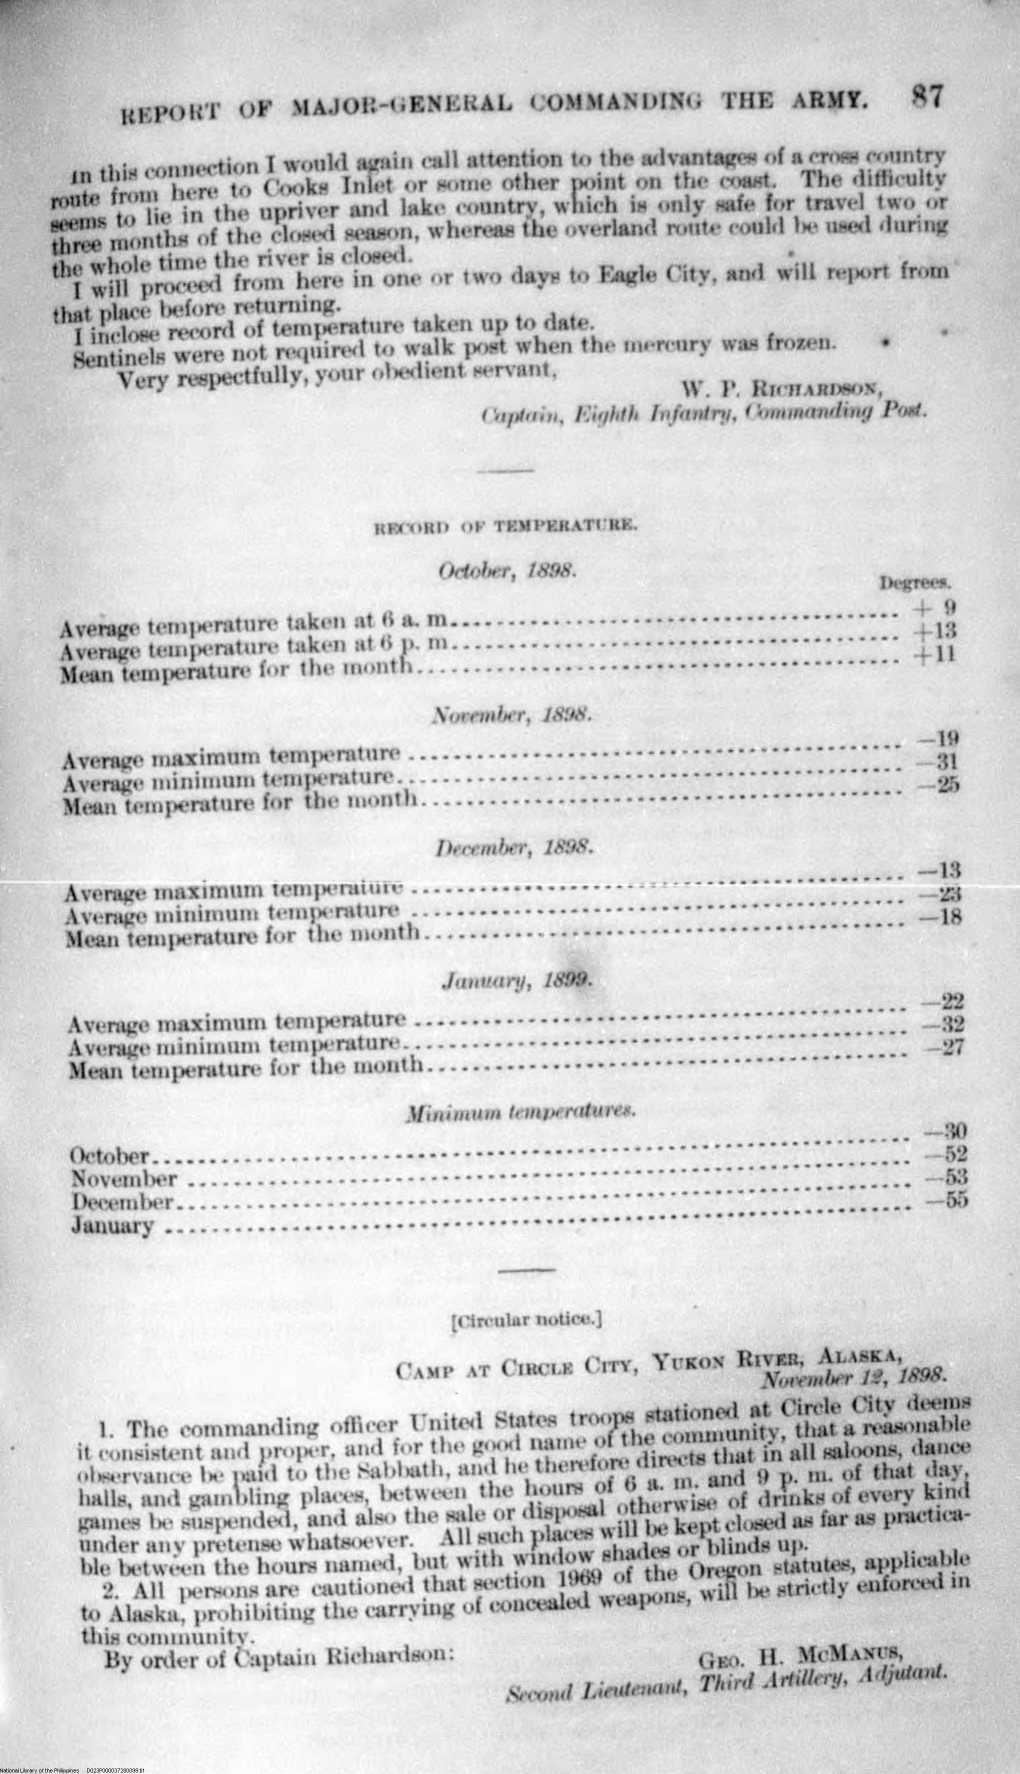 REPORT OF MAJOR-GENERAL COMMANDING THE ARMY. 87
In this connection I would again call attention to the advantages of a cross country
route from here to Cooks Inlet or some other point on the coast. The difficulty
seems to lie in the upriver and lake country, which is only safe for travel two or
three months of the closed season, whereas the overland route could be used during
the whole time the river is closed.
I will proceed from here in one or two days to Eagle City, and will report from
that place before returning.
I inclose record of temperature taken up to date.
Sentinels were not required to walk post when the mercury was frozen.
Very respectfully, your obedient servant,
W. P. RICHARDSON,
Captain, Eighth Infantry, Commanding Post.
RECORD OF TEMPERATURE.
October, 1898.
Degrees.
Average temperature taken at 6 a. m. +9
Average temperature taken at 6 p. m. +13
Mean temperature for the month. +11
November, 1898.
Average maximum temperature —19
Average minimum temperature. —31
Mean temperature for the month. —25
December, 1898.
Average maximum temperature —13
Average minimum temperature —23
Mean temperature for the month. —18
January, 1899.
Average maximum temperature —22
Average minimum temperature. —32
Mean temperature for the month. —27
Minimum temperatures.
October. —30
November —52
December. —53
January —55
[Circular notice.]
CAMP AT CIRCLE CITY, YUKON RIVER, ALASKA,
November 12, 1898.
1. The commanding officer United States troops stationed at Circle City deems
it consistent and proper, and for the good name of the community, that a reasonable
observance be paid to the Sabbath, and he therefore directs that in all saloons, dance
halls, and gambling places, between the hours of 6 a. m. and 9 p. m. of that day,
games be suspended, and also the sale or disposal otherwise of drinks of every kind
under any pretense whatsoever. All such places will be kept closed as far as practica-
ble between the hours named, but with window shades or blinds up.
2. All persons are cautioned that section 1969 of the Oregon statutes, applicable
to Alaska, prohibiting the carrying of concealed weapons, will be strictly enforced in
this community.
By order of Captain Richardson:
GEO. H. MCMANUS,
Second Lieutenant, Third Artillery, Adjutant.
National Library of the Philippines